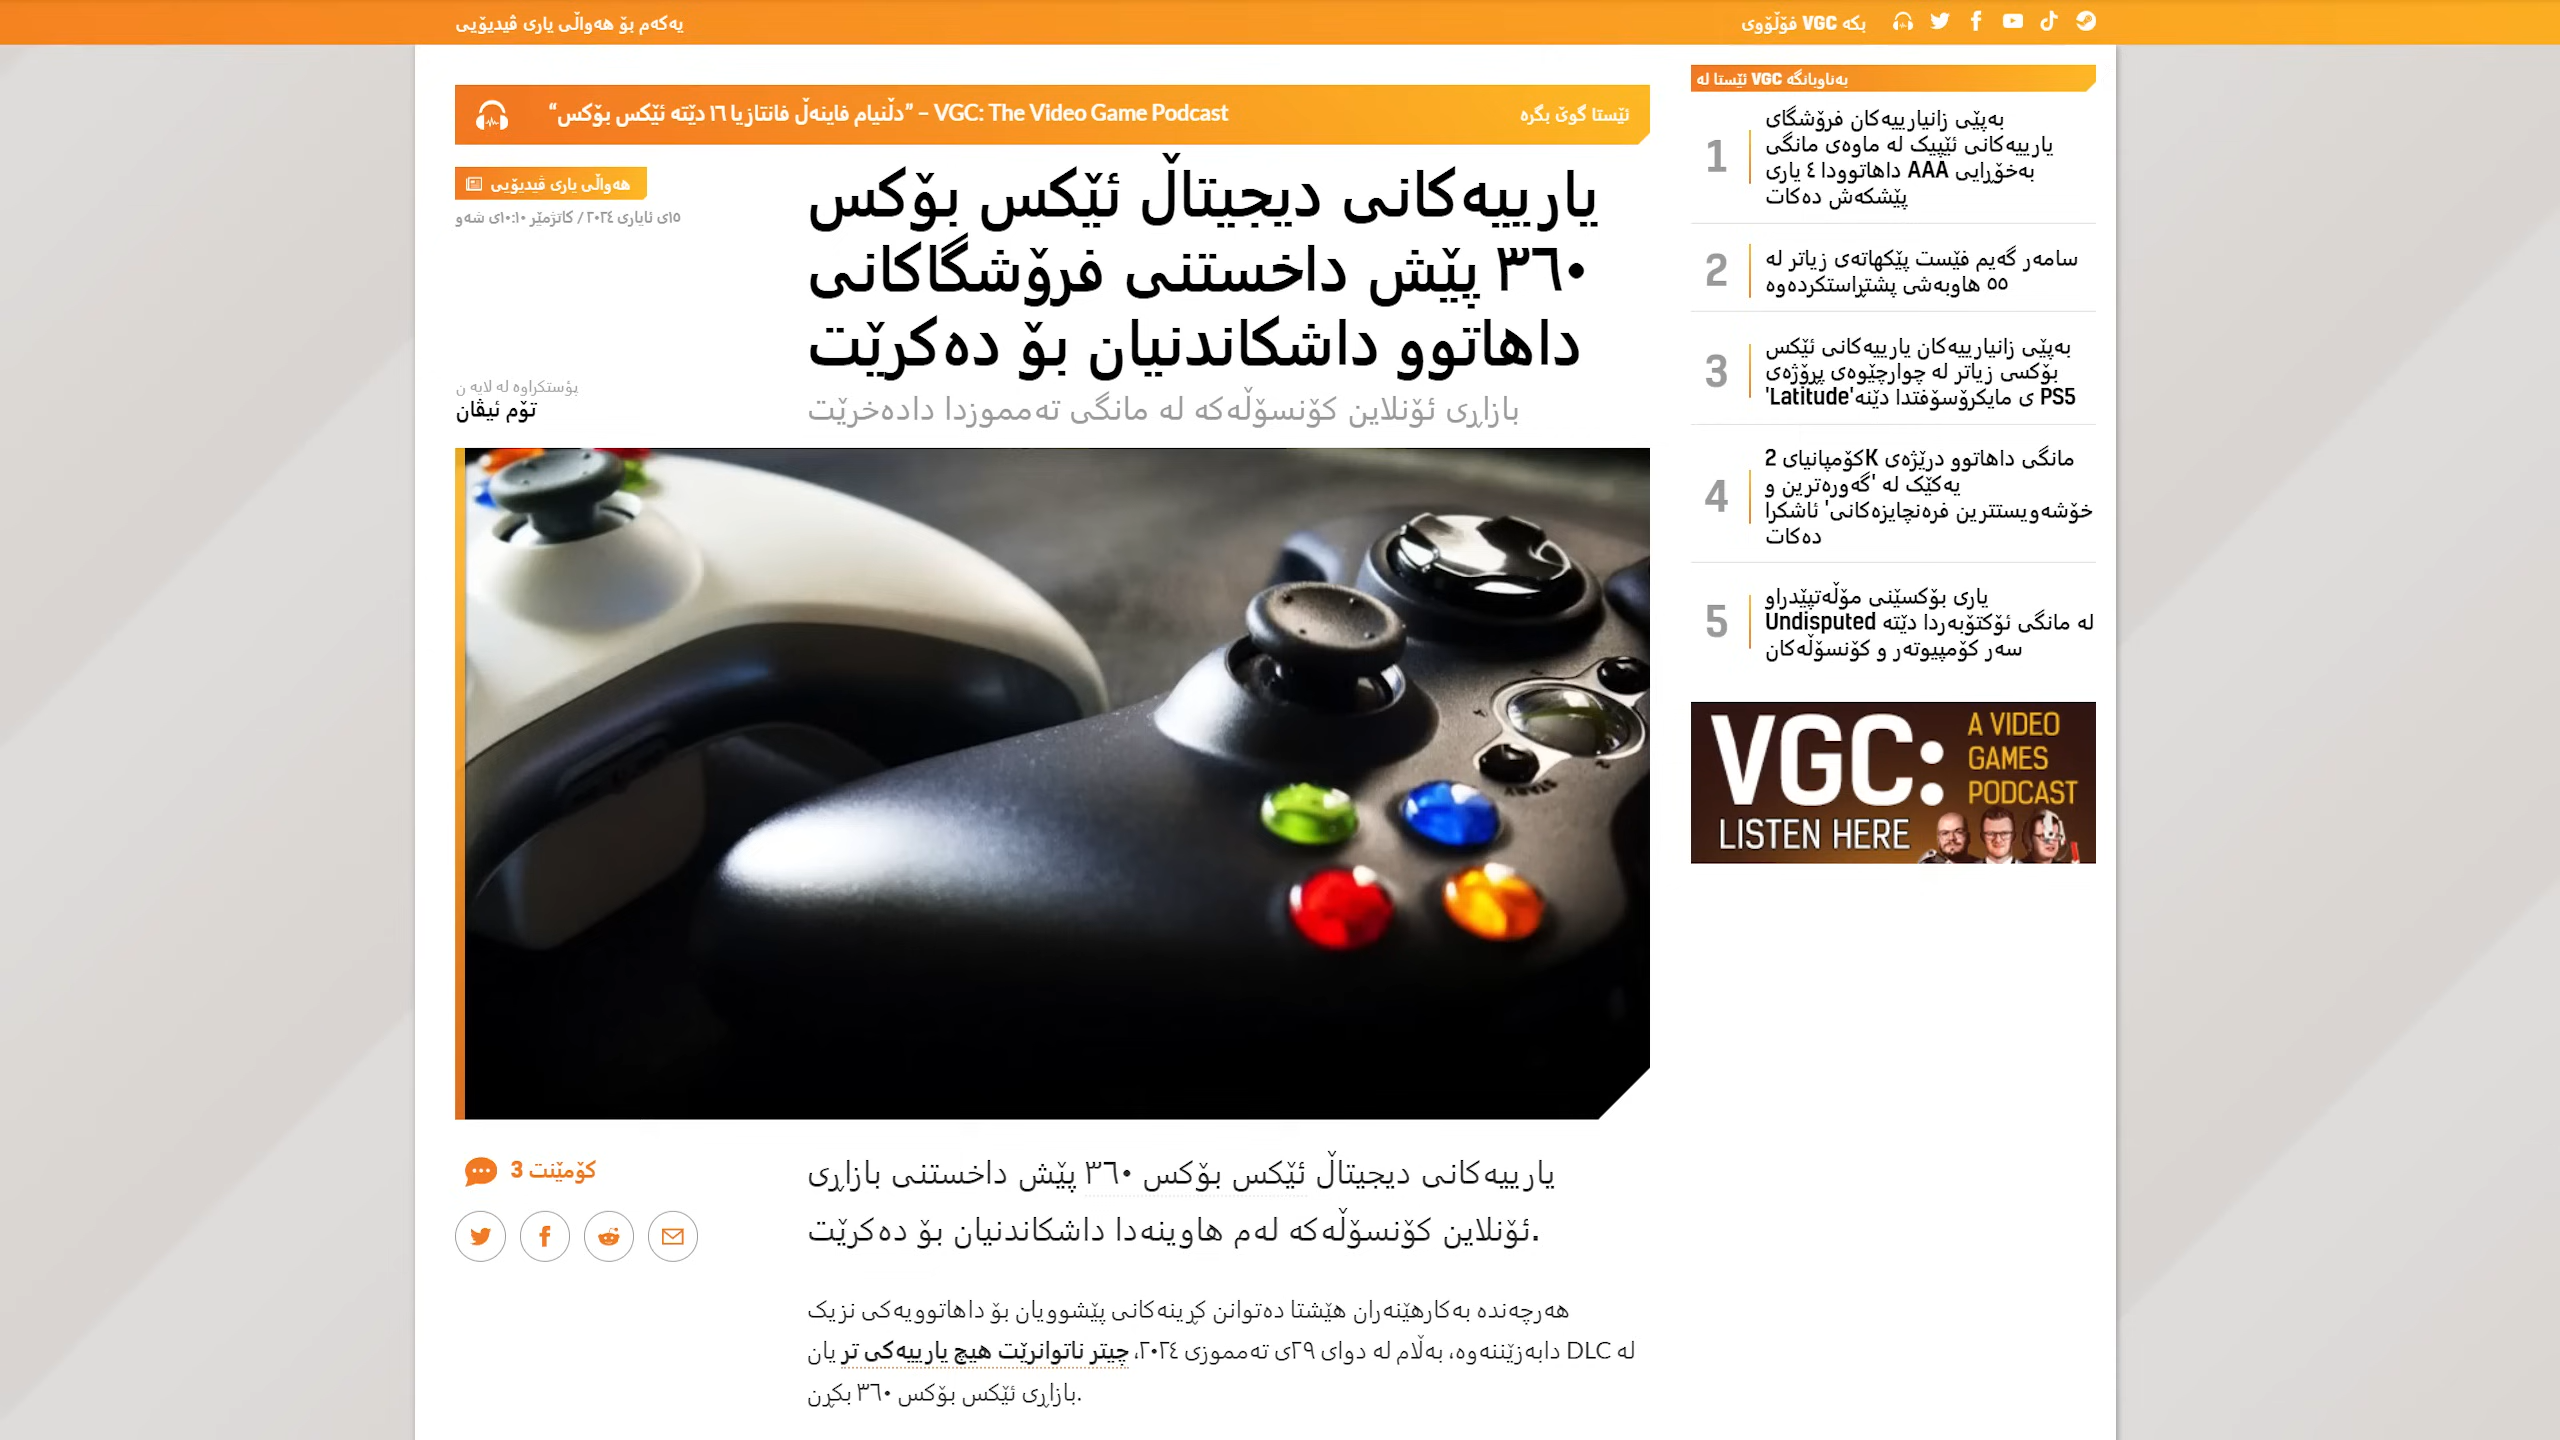 یەکەم بۆ هەواڵی یاری ڤیدیۆیی
فۆڵۆوی VGC بکە
“دڵنیام فاینەڵ فانتازیا ١٦ دێتە ئێکس بۆکس” – VGC: The Video Game Podcast
ئێستا گوێ بگرە
هەواڵی یاری ڤیدیۆیی
١٥ی ئایاری ٢٠٢٤ / کاتژمێر ١٠:١٠ی شەو
یارییەکانی دیجیتاڵ ئێکس بۆکس
٣٦٠ پێش داخستنی فرۆشگاکانی
داهاتوو داشکاندنیان بۆ دەکرێت
بازاڕی ئۆنلاین کۆنسۆڵەکە لە مانگی تەمموزدا دادەخرێت
پۆستکراوە لە لایە ن
تۆم ئیڤان
3 کۆمێنت
یارییەکانی دیجیتاڵ ئێکس بۆکس ٣٦٠ پێش داخستنی بازاڕی
ئۆنلاین کۆنسۆڵەکە لەم هاوینەدا داشکاندنیان بۆ دەکرێت.
هەرچەندە بەکارهێنەران هێشتا دەتوانن کڕینەکانی پێشوویان بۆ داهاتوویەکی نزیک
دابەزێننەوە، بەڵام لە دوای ٢٩ی تەمموزی ٢٠٢٤، چیتر ناتوانرێت هیچ یارییەکی تر یان DLC لە
بازاڕی ئێکس بۆکس ٣٦٠ بکڕن.
ئێستا لە VGC بەناوبانگە
1
بەپێی زانیارییەکان فرۆشگای
یارییەکانی ئێپیک لە ماوەی مانگی
داهاتوودا ٤ یاری AAA بەخۆڕایی
پێشکەش دەکات
2
سامەر گەیم فێست پێکهاتەی زیاتر لە
٥٥ هاوبەشی پشتڕاستکردەوە
3
بەپێی زانیارییەکان یارییەکانی ئێکس
بۆکسی زیاتر لە چوارچێوەی پڕۆژەی
'Latitude'ی مایکرۆسۆفتدا دێنە PS5
4
کۆمپانیای 2K مانگی داهاتوو درێژەی
یەکێک لە 'گەورەترین و
خۆشەویستترین فرەنچایزەکانی' ئاشکرا
دەکات
5
یاری بۆکسێنی مۆڵەتپێدراو
Undisputed لە مانگی ئۆکتۆبەردا دێتە
سەر کۆمپیوتەر و کۆنسۆڵەکان
VGC:
A VIDEO
GAMES
PODCAST
LISTEN HERE